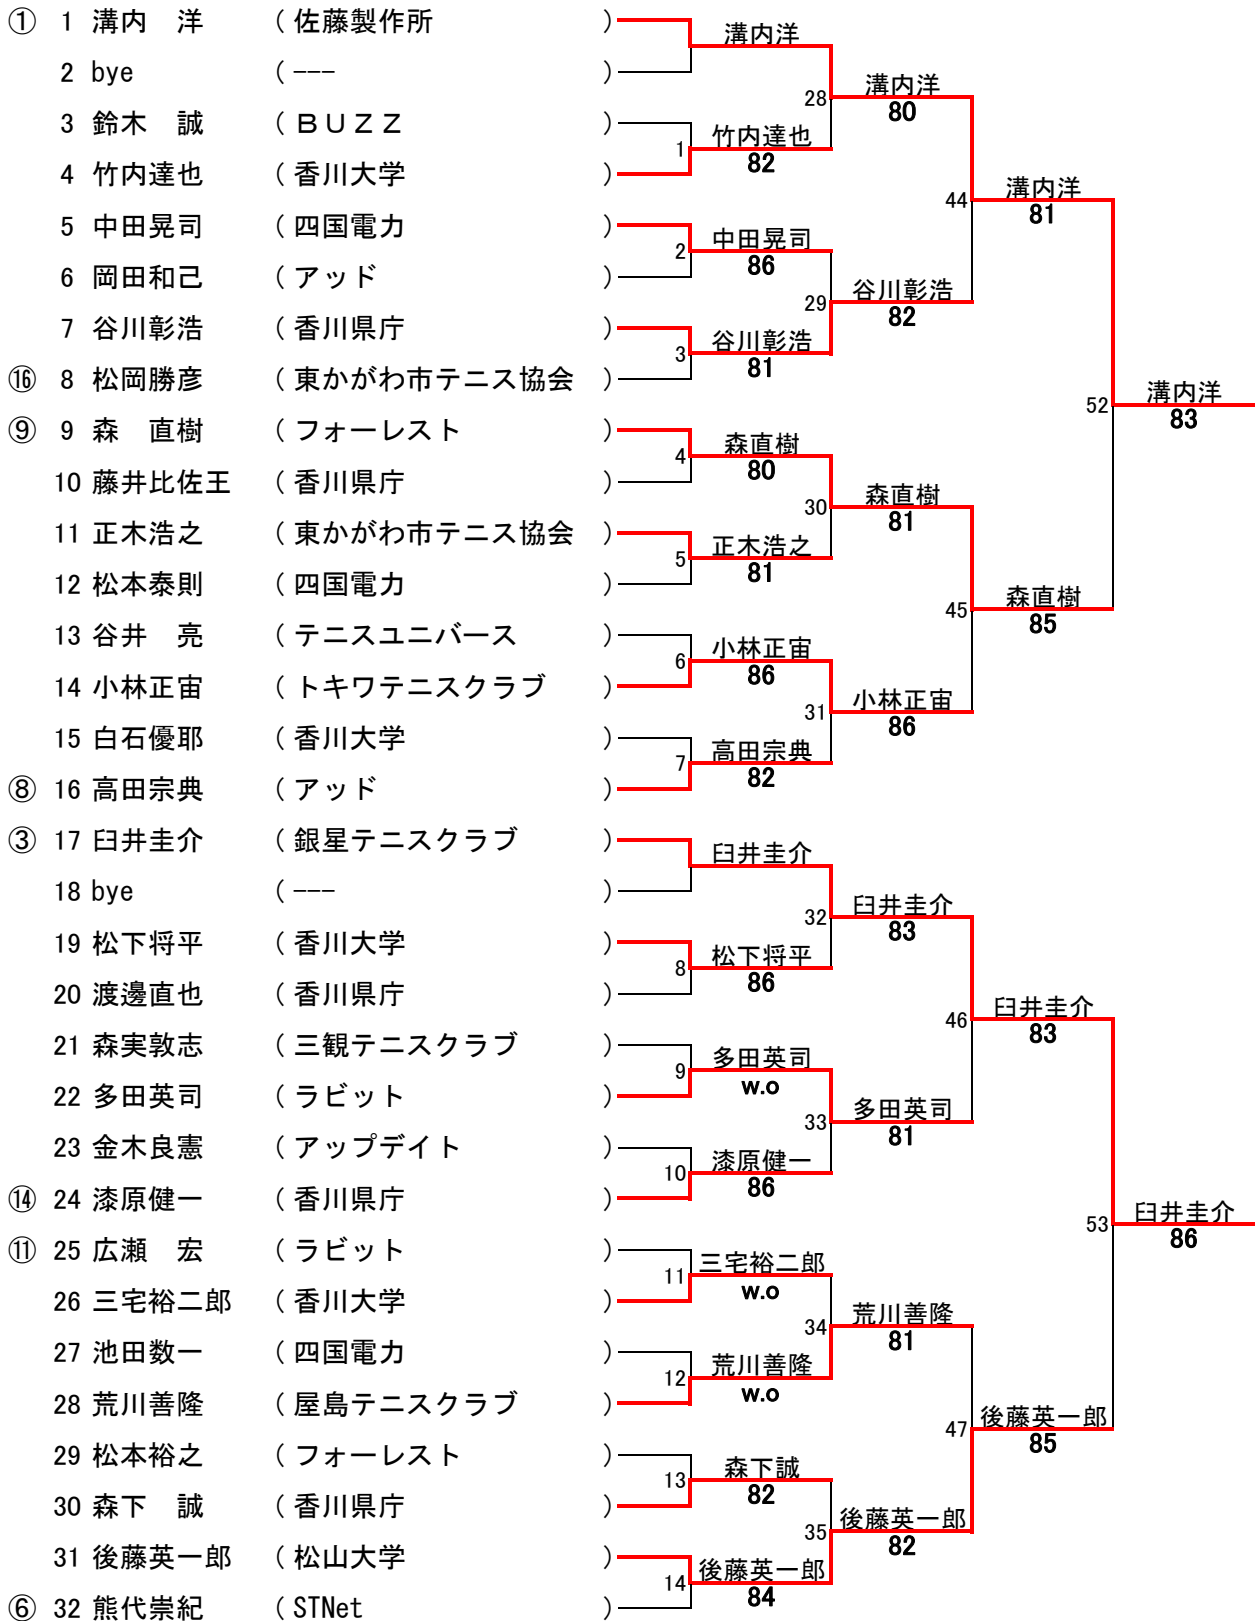 ① 1 溝内　洋 ( 佐藤製作所 )
溝内洋
2 bye ( --- )
28 溝内洋
80
3 鈴木　誠 ( ＢＵＺＺ )
1 竹内達也
82
4 竹内達也 ( 香川大学 )
44 溝内洋
81
5 中田晃司 ( 四国電力 )
2 中田晃司
86
6 岡田和己 ( アッド )
29 谷川彰浩
82
7 谷川彰浩 ( 香川県庁 )
3 谷川彰浩
81
⑯ 8 松岡勝彦 ( 東かがわ市テニス協会 )
52 溝内洋
83
⑨ 9 森　直樹 ( フォーレスト )
4 森直樹
80
10 藤井比佐王 ( 香川県庁 )
30 森直樹
81
11 正木浩之 ( 東かがわ市テニス協会 )
5 正木浩之
81
12 松本泰則 ( 四国電力 )
45 森直樹
85
13 谷井　亮 ( テニスユニバース )
6 小林正宙
86
14 小林正宙 ( トキワテニスクラブ )
31 小林正宙
86
15 白石優耶 ( 香川大学 )
7 高田宗典
82
⑧ 16 高田宗典 ( アッド )
③ 17 臼井圭介 ( 銀星テニスクラブ )
臼井圭介
18 bye ( --- )
32 臼井圭介
83
19 松下将平 ( 香川大学 )
8 松下将平
86
20 渡邊直也 ( 香川県庁 )
46 臼井圭介
83
21 森実敦志 ( 三観テニスクラブ )
9 多田英司
w.o
22 多田英司 ( ラビット )
33 多田英司
81
23 金木良憲 ( アップデイト )
10 漆原健一
86
⑭ 24 漆原健一 ( 香川県庁 )
53 臼井圭介
86
⑪ 25 広瀬　宏 ( ラビット )
11 三宅裕二郎
w.o
26 三宅裕二郎 ( 香川大学 )
34 荒川善隆
81
27 池田数一 ( 四国電力 )
12 荒川善隆
w.o
28 荒川善隆 ( 屋島テニスクラブ )
47 後藤英一郎
85
29 松本裕之 ( フォーレスト )
13 森下誠
82
30 森下　誠 ( 香川県庁 )
35 後藤英一郎
82
31 後藤英一郎 ( 松山大学 )
14 後藤英一郎
84
⑥ 32 熊代崇紀 ( STNet )